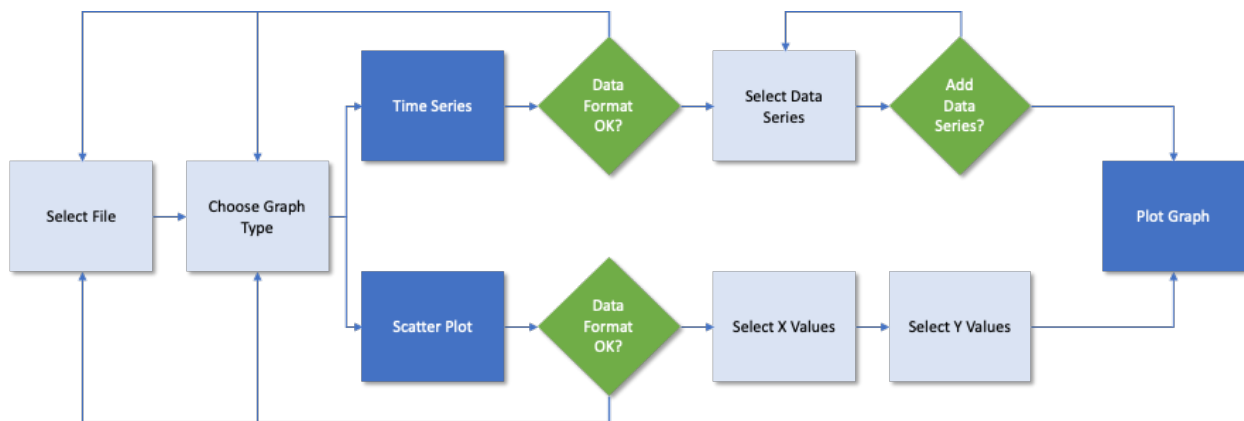 Select File
Choose Graph
Type
Time Series
Data
Format
OK?
Select Data
Series
Add
Data
Series?
Scatter Plot
Data
Format
OK?
Select X Values
Select Y Values
Plot Graph